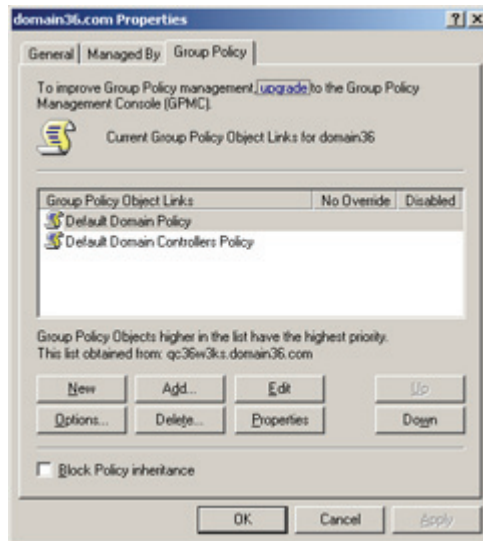 domain36.com Properties
General Managed By Group Policy
To improve Group Policy management, upgrade to the Group Policy
Management Console (GPMC).
Current Group Policy Object Links for domain36
Group Policy Object Links No Override Disabled
Default Domain Policy
Default Domain Controllers Policy
Group Policy Objects higher in the list have the highest priority.
This list obtained from: qc36w3ks.domain36.com
New Add... Edit Up
Options... Delete... Properties Down
Block Policy inheritance
OK Cancel Apply